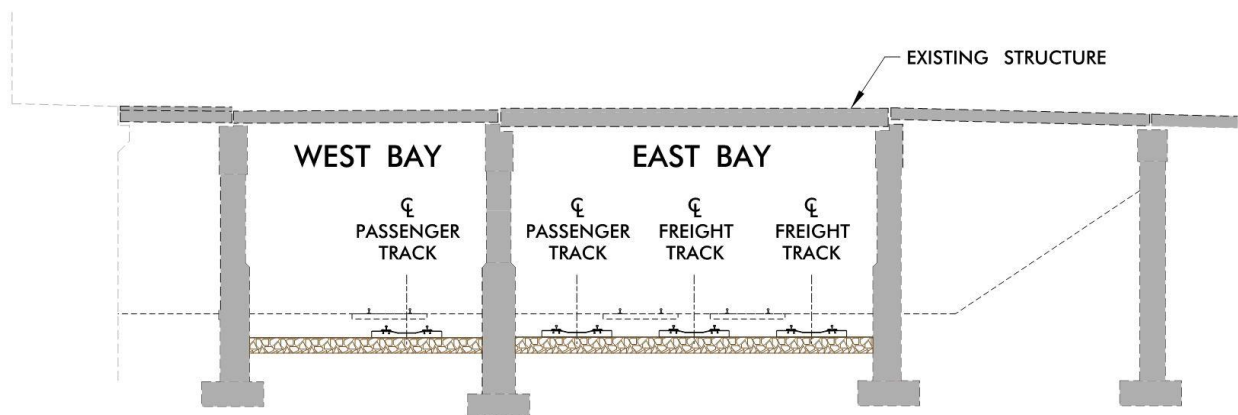 EXISTING STRUCTURE
WEST BAY
EAST BAY
℄
PASSENGER
TRACK
℄
PASSENGER
TRACK
℄
FREIGHT
TRACK
℄
FREIGHT
TRACK